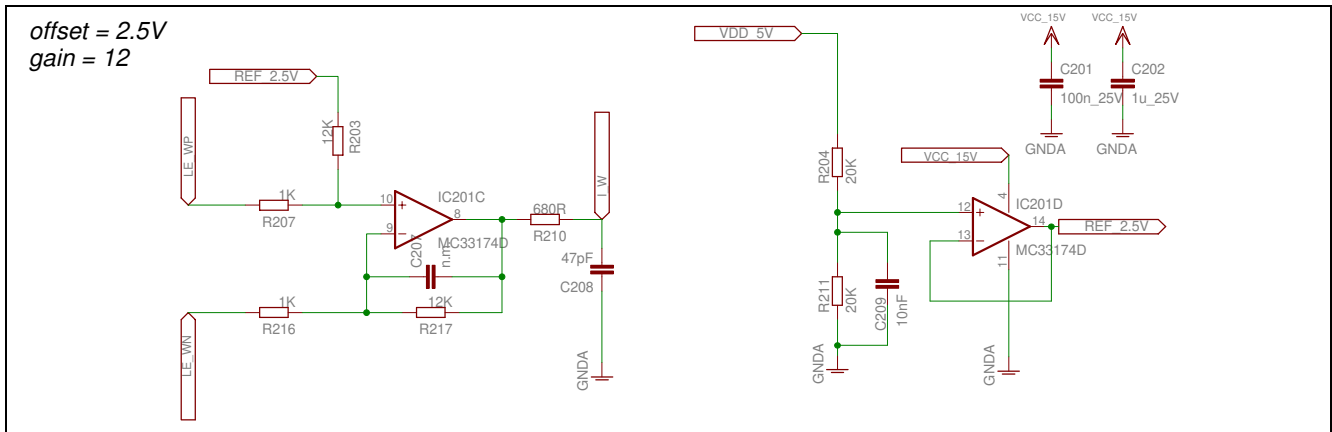 offset = 2.5V
gain = 12
REF_2.5V
LE_WP
12K
R203
1K
R207
10
+
IC201C
8
9
−
MC33174D
C207
n.m.
680R
R210
I_W
47pF
C208
GNDA
1K
R216
12K
R217
LE_WN
VDD_5V
VCC_15V
VCC_15V
C201
100n_25V
C202
1u_25V
GNDA
GNDA
R204
20K
VCC_15V
4
IC201D
12
+
14
REF_2.5V
13
−
MC33174D
11
R211
20K
C209
10nF
GNDA
GNDA